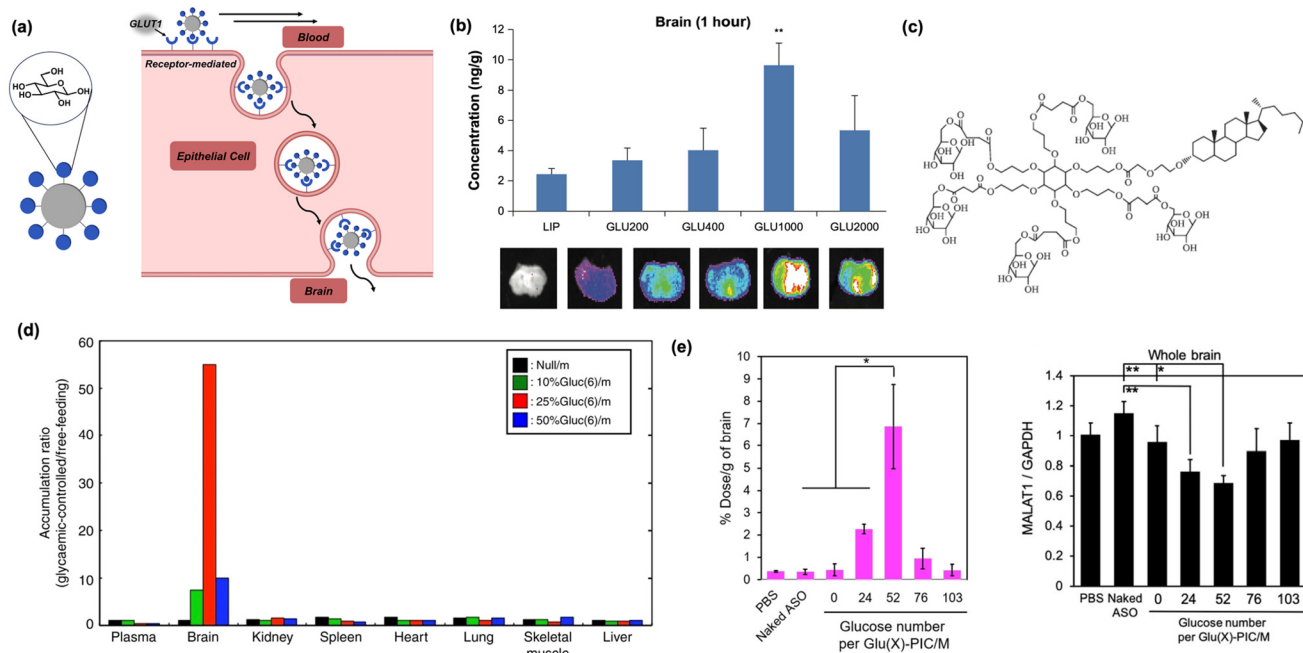 (a)
GLUT1
Blood
Receptor-mediated
OH
HO
HO
OH
OH
O
Epithelial Cell
Brain
(b)
Brain (1 hour)
Concentration (ng/g)
12
10
8
6
4
2
0
**
LIP
GLU200
GLU400
GLU1000
GLU2000
(c)
(d)
Accumulation ratio
(glycaemic-controlled/free-feeding)
60
50
40
30
20
10
0
: Null/m
: 10%Gluc(6)/m
: 25%Gluc(6)/m
: 50%Gluc(6)/m
Plasma
Brain
Kidney
Spleen
Heart
Lung
Skeletal
muscle
Liver
(e)
% Dose/g of brain
10
9
8
7
6
5
4
3
2
1
0
*
PBS
Naked ASO
0
24
52
76
103
Glucose number
per Glu(X)-PIC/M
Whole brain
** *
**
MALAT1 / GAPDH
1.4
1.2
1
0.8
0.6
0.4
0.2
0
PBS
Naked
ASO
0
24
52
76
103
Glucose number
per Glu(X)-PIC/M